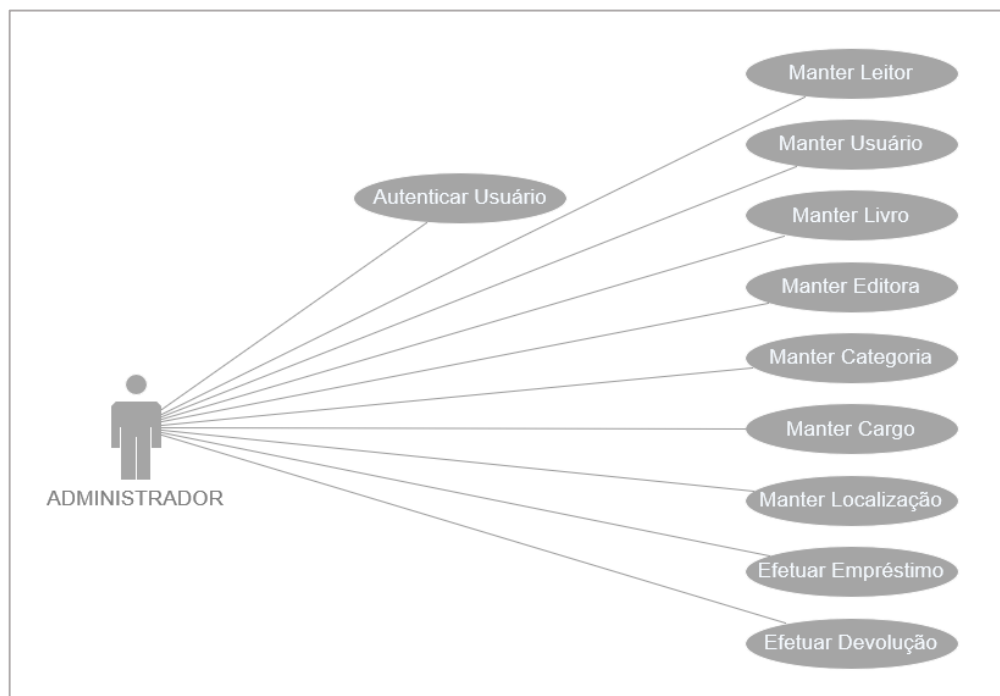 Manter Leitor
Manter Usuário
Autenticar Usuário
Manter Livro
Manter Editora
Manter Categoria
Manter Cargo
ADMINISTRADOR
Manter Localização
Efetuar Empréstimo
Efetuar Devolução